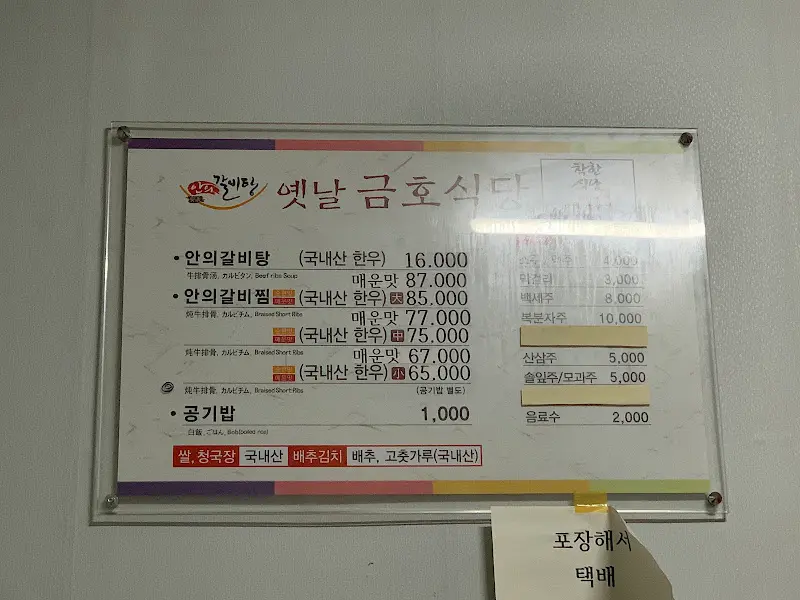 안의 갈비탕 옛날 금호식당
착한
식당
• 안의갈비탕 (국내산 한우) 16.000
牛排骨湯, カルビタン, Beef ribs Soup
매운맛 87.000
• 안의갈비찜 (국내산 한우) 大 85.000
炖牛排骨, カルビチム, Braised Short Ribs
매운맛 77.000
(국내산 한우) 中 75.000
炖牛排骨, カルビチム, Braised Short Ribs
매운맛 67.000
(국내산 한우) 小 65.000
炖牛排骨, カルビチム, Braised Short Ribs (공기밥 별도)
• 공기밥 1,000
白飯, ごはん, Bab(boiled rice)
쌀, 청국장 국내산 배추김치 배추, 고춧가루(국내산)
4,000
막걸리 3,000
백세주 8,000
복분자주 10,000
산삼주 5,000
솔잎주/모과주 5,000
음료수 2,000
포장해서
택배